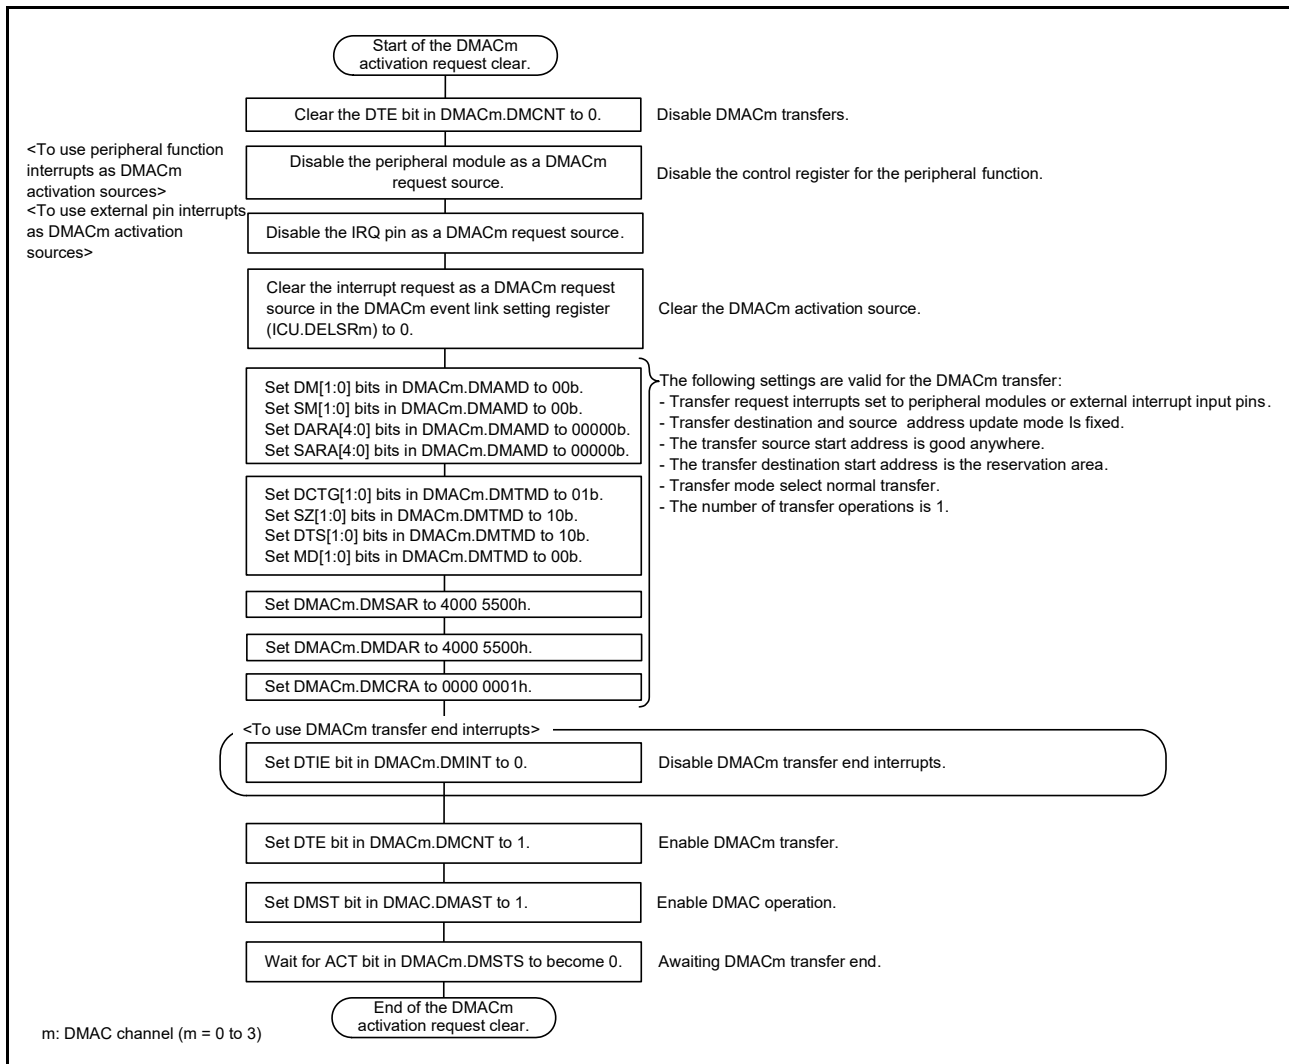 Start of the DMACm
activation request clear.
Clear the DTE bit in DMACm.DMCNT to 0.
Disable DMACm transfers.
<To use peripheral function
interrupts as DMACm
activation sources>
Disable the peripheral module as a DMACm
request source.
Disable the control register for the peripheral function.
<To use external pin interrupts
as DMACm activation
sources>
Disable the IRQ pin as a DMACm request source.
Clear the interrupt request as a DMACm request
source in the DMACm event link setting register
(ICU.DELSRm) to 0.
Clear the DMACm activation source.
Set DM[1:0] bits in DMACm.DMAMD to 00b.
Set SM[1:0] bits in DMACm.DMAMD to 00b.
Set DARA[4:0] bits in DMACm.DMAMD to 00000b.
Set SARA[4:0] bits in DMACm.DMAMD to 00000b.
The following settings are valid for the DMACm transfer:
- Transfer request interrupts set to peripheral modules or external interrupt input pins.
- Transfer destination and source address update mode Is fixed.
- The transfer source start address is good anywhere.
- The transfer destination start address is the reservation area.
- Transfer mode select normal transfer.
- The number of transfer operations is 1.
Set DCTG[1:0] bits in DMACm.DMTMD to 01b.
Set SZ[1:0] bits in DMACm.DMTMD to 10b.
Set DTS[1:0] bits in DMACm.DMTMD to 10b.
Set MD[1:0] bits in DMACm.DMTMD to 00b.
Set DMACm.DMSAR to 4000 5500h.
Set DMACm.DMDAR to 4000 5500h.
Set DMACm.DMCRA to 0000 0001h.
<To use DMACm transfer end interrupts>
Set DTIE bit in DMACm.DMINT to 0.
Disable DMACm transfer end interrupts.
Set DTE bit in DMACm.DMCNT to 1.
Enable DMACm transfer.
Set DMST bit in DMAC.DMAST to 1.
Enable DMAC operation.
Wait for ACT bit in DMACm.DMSTS to become 0.
Awaiting DMACm transfer end.
End of the DMACm
activation request clear.
m: DMAC channel (m = 0 to 3)